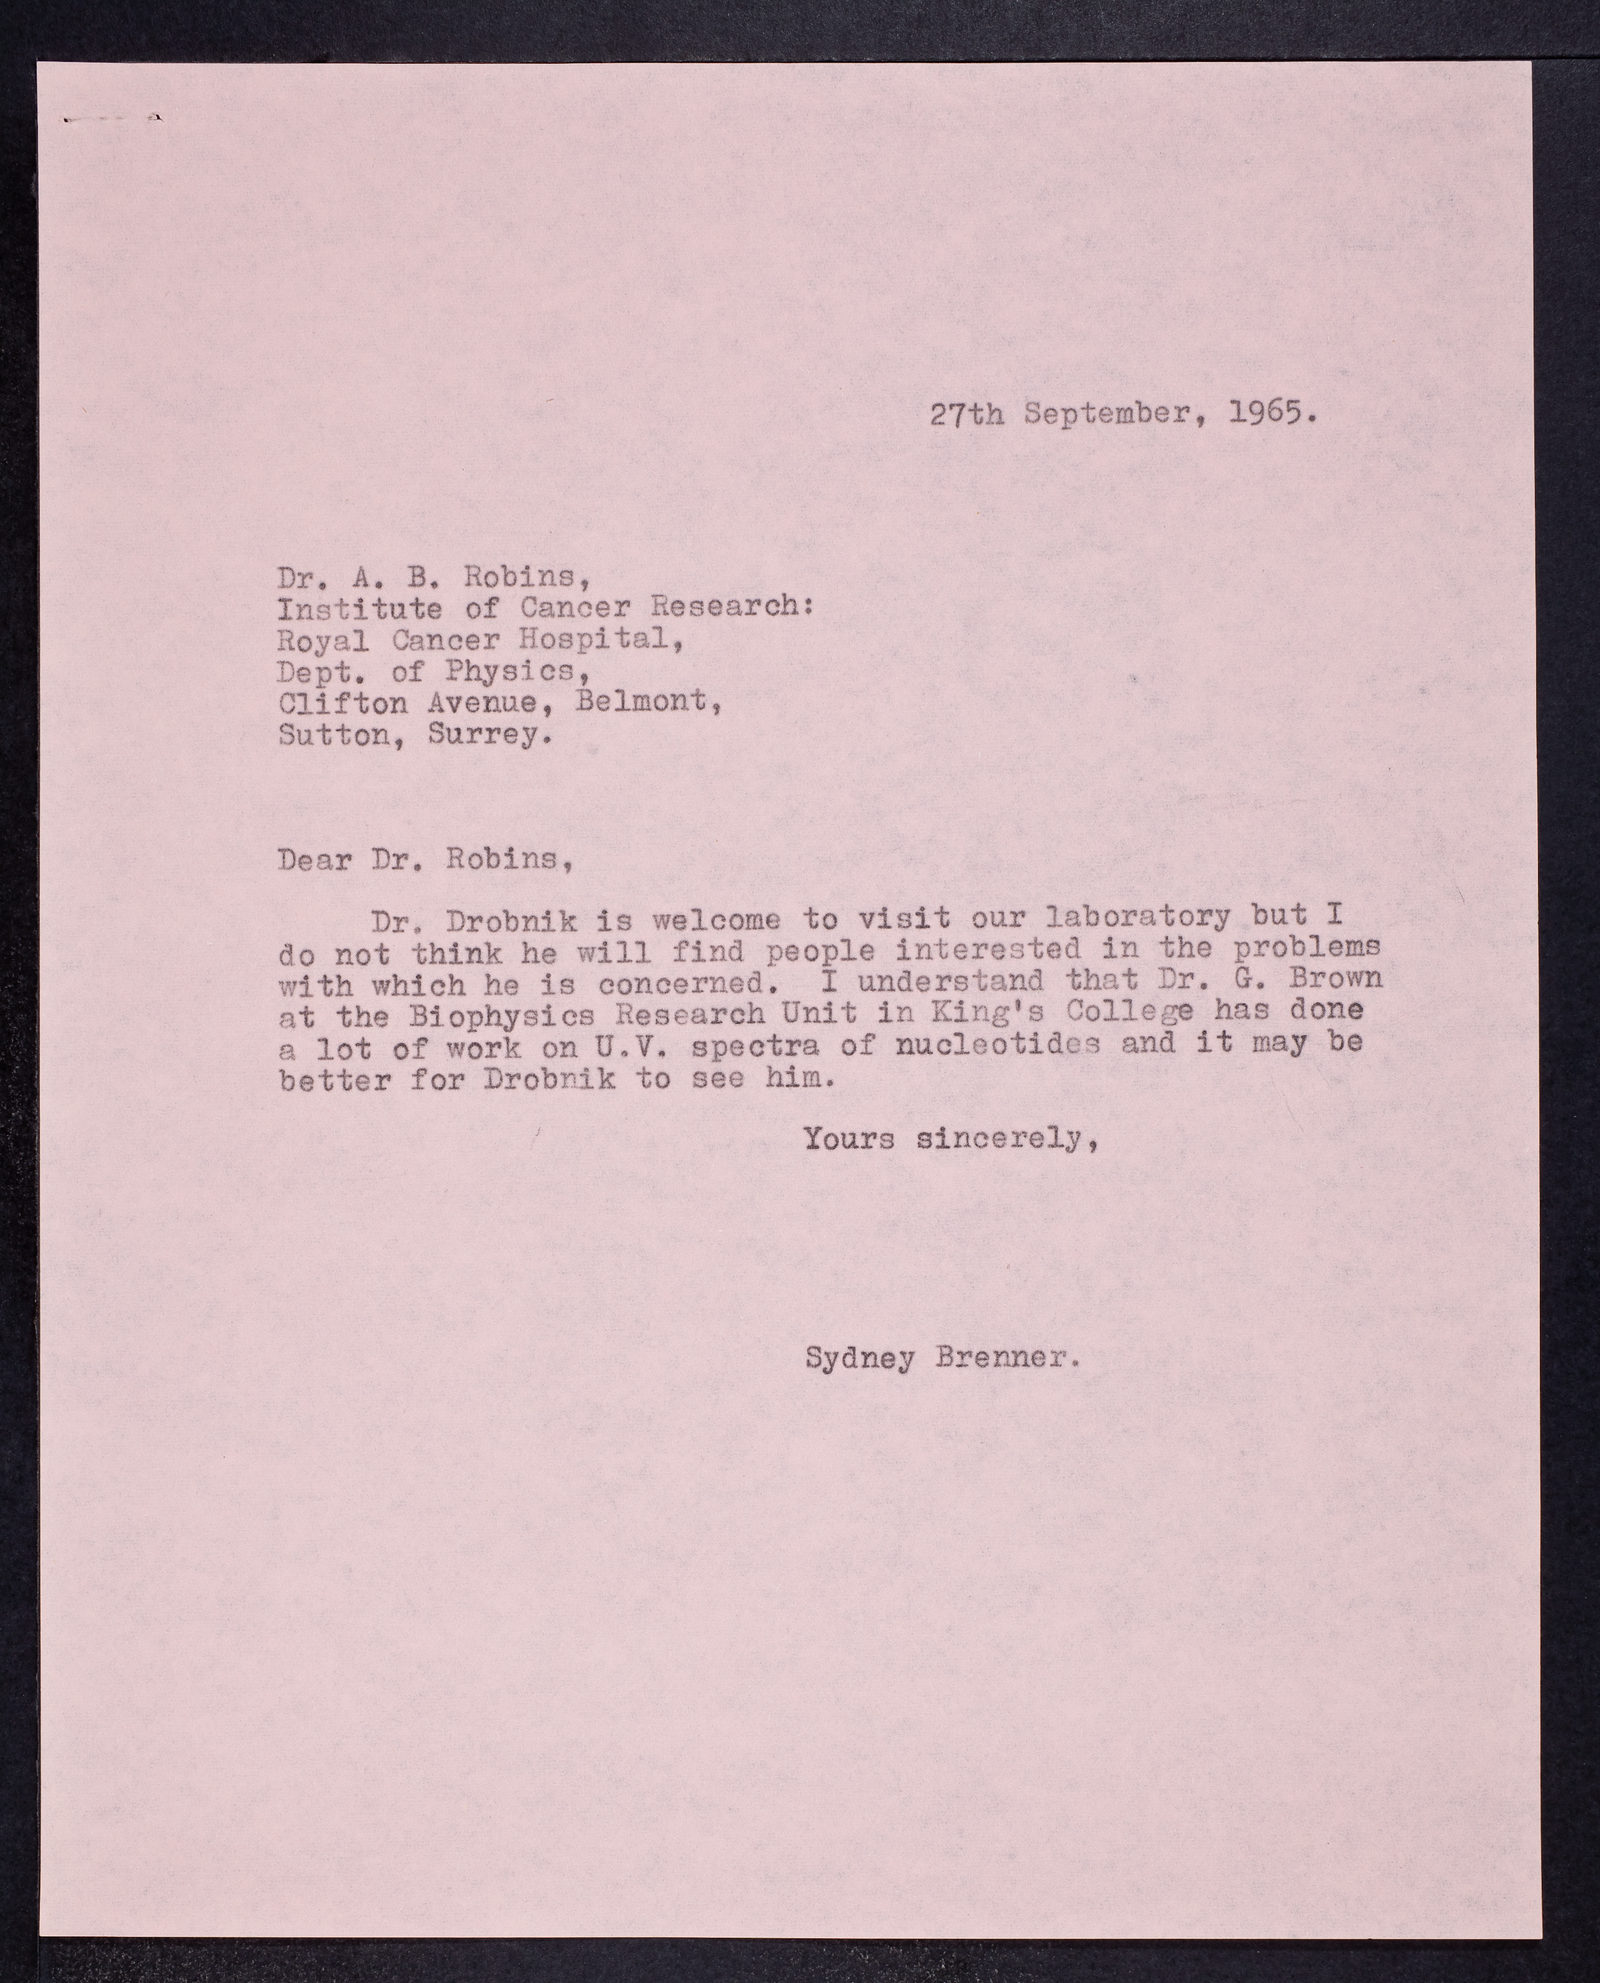 27th September, 1965.
Dr. A. B. Robins,
Institute of Cancer Research:
Royal Cancer Hospital,
Dept. of Physics,
Clifton Avenue, Belmont,
Sutton, Surrey.
Dear Dr. Robins,
Dr. Drobnik is welcome to visit our laboratory but I
do not think he will find people interested in the problems
with which he is concerned. I understand that Dr. G. Brown
at the Biophysics Research Unit in King's College has done
a lot of work on U.V. spectra of nucleotides and it may be
better for Drobnik to see him.
Yours sincerely,
Sydney Brenner.